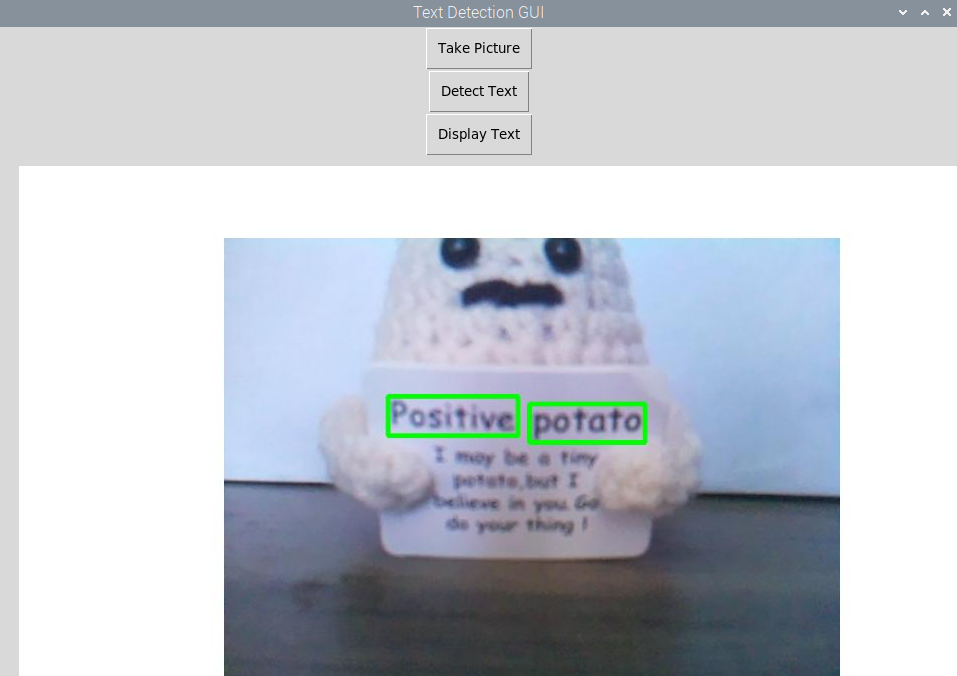 Text Detection GUI
Take Picture
Detect Text
Display Text
Positive potato
I may be a tiny
potato,but I
believe in you. Go
do your thing !